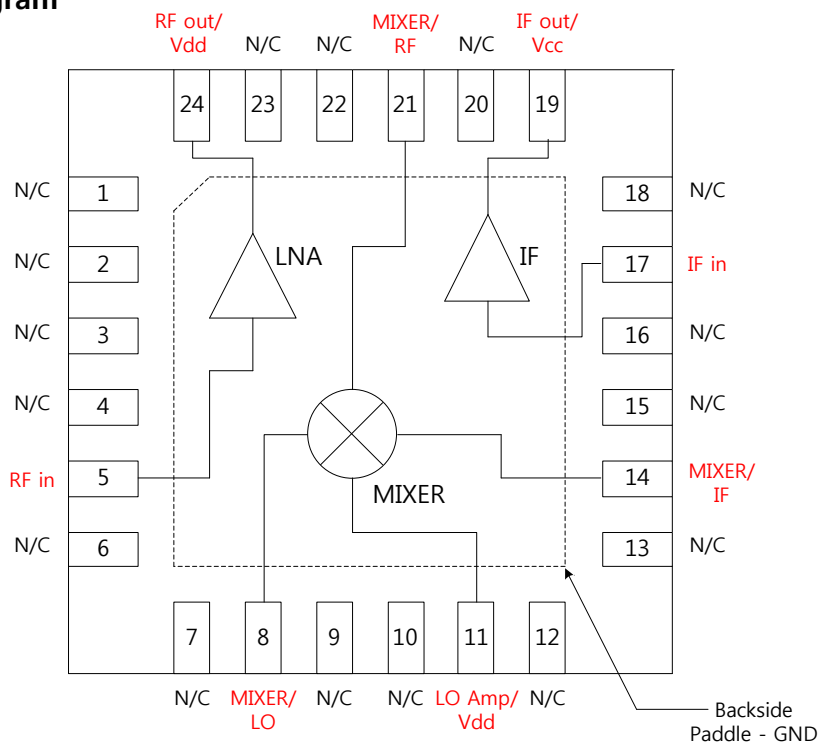 gram
RF out/
Vdd
N/C
N/C
MIXER/
RF
N/C
IF out/
Vcc
24
23
22
21
20
19
N/C
1
18
N/C
N/C
2
LNA
IF
17
IF in
N/C
3
16
N/C
N/C
4
15
N/C
RF in
5
MIXER
14
MIXER/
IF
N/C
6
13
N/C
7
8
9
10
11
12
N/C
MIXER/
LO
N/C
N/C
LO Amp/
Vdd
N/C
Backside
Paddle - GND